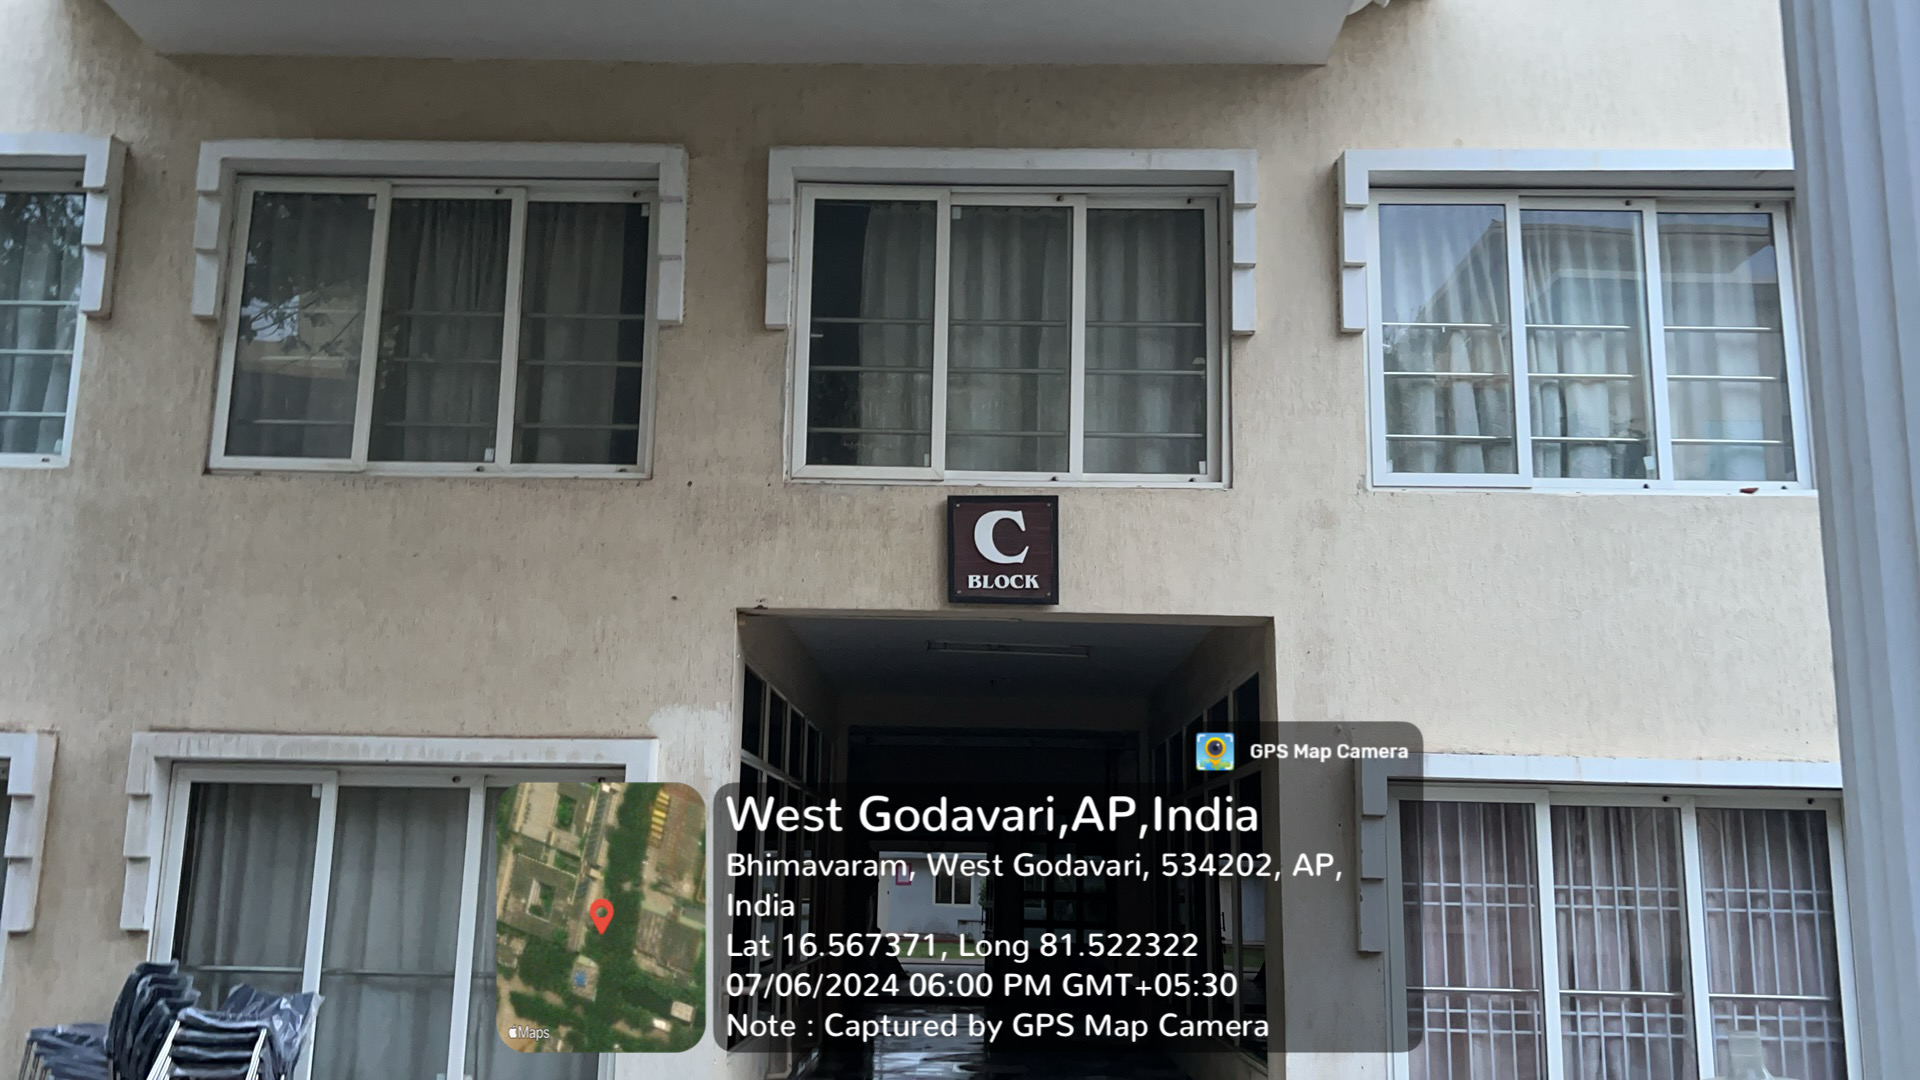 C
BLOCK
GPS Map Camera
West Godavari,AP,India
Bhimavaram, West Godavari, 534202, AP,
India
Lat 16.567371, Long 81.522322
07/06/2024 06:00 PM GMT+05:30
Note : Captured by GPS Map Camera
Maps